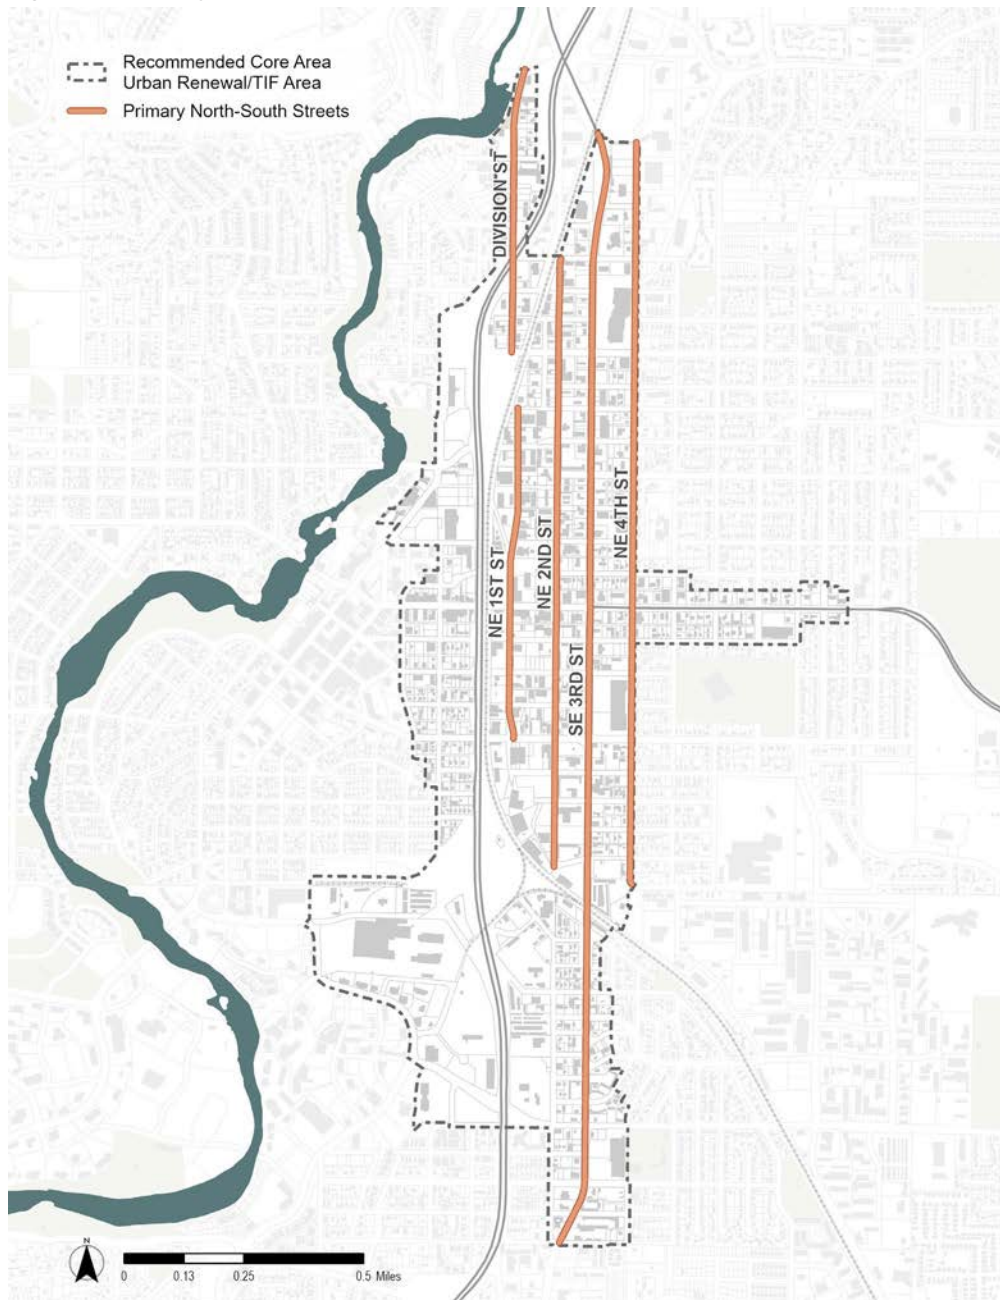 Recommended Core Area
Urban Renewal/TIF Area
Primary North-South Streets
DIVISION ST
NE 4TH ST
NE 2ND ST
NE 1ST ST
SE 3RD ST
N
0 0.13 0.25 0.5 Miles